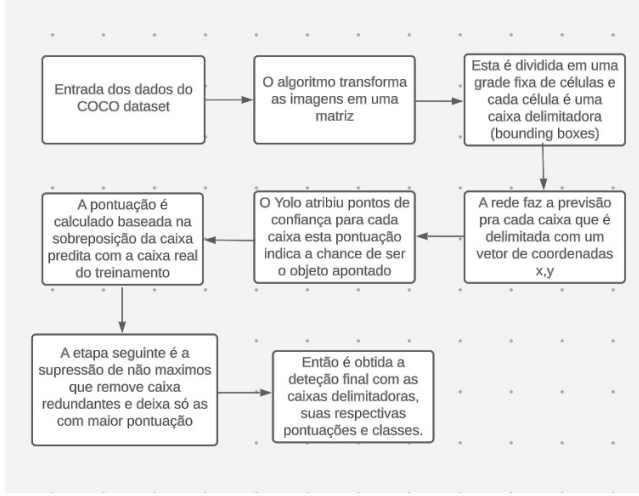 Entrada dos dados do
COCO dataset
O algoritmo transforma
as imagens em uma
matriz
Esta é dividida em uma
grade fixa de células e
cada célula é uma
caixa delimitadora
(bounding boxes)
A rede faz a previsão
pra cada caixa que é
delimitada com um
vetor de coordenadas
x,y
O Yolo atribiu pontos de
confiança para cada
caixa esta pontuação
indica a chance de ser
o objeto apontado
A pontuação é
calculado baseada na
sobreposição da caixa
predita com a caixa real
do treinamento
A etapa seguinte é a
supressão de não maximos
que remove caixa
redundantes e deixa só as
com maior pontuação
Então é obtida a
deteção final com as
caixas delimitadoras,
suas respectivas
pontuações e classes.